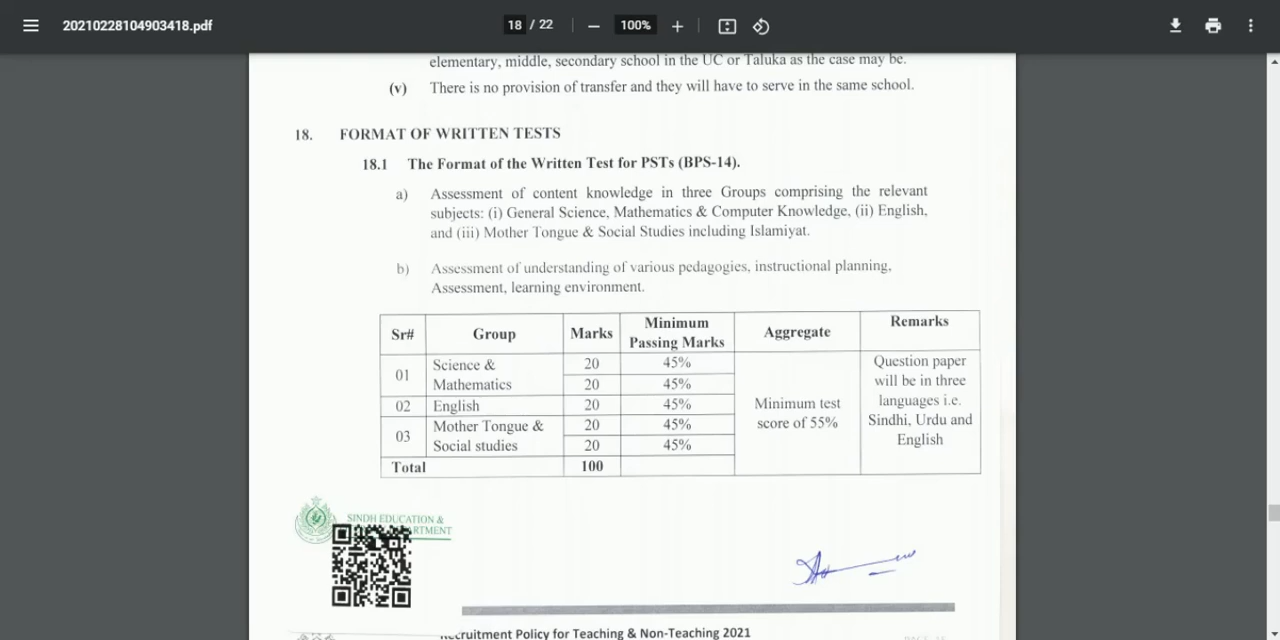 20210228104903418.pdf
18 / 22
100%
elementary, middle, secondary school in the UC or Taluka as the case may be.
(v) There is no provision of transfer and they will have to serve in the same school.
18. FORMAT OF WRITTEN TESTS
18.1 The Format of the Written Test for PSTs (BPS-14).
a) Assessment of content knowledge in three Groups comprising the relevant
subjects: (i) General Science, Mathematics & Computer Knowledge, (ii) English,
and (iii) Mother Tongue & Social Studies including Islamiyat.
b) Assessment of understanding of various pedagogies, instructional planning,
Assessment, learning environment.
Sr# Group Marks Minimum Passing Marks Aggregate Remarks
01 Science & Mathematics 20 45%
20 45%
02 English 20 45%
03 Mother Tongue & Social studies 20 45%
20 45%
Minimum test
score of 55%
Question paper
will be in three
languages i.e.
Sindhi, Urdu and
English
Total 100
SINDH EDUCATION &
Recruitment Policy for Teaching & Non-Teaching 2021